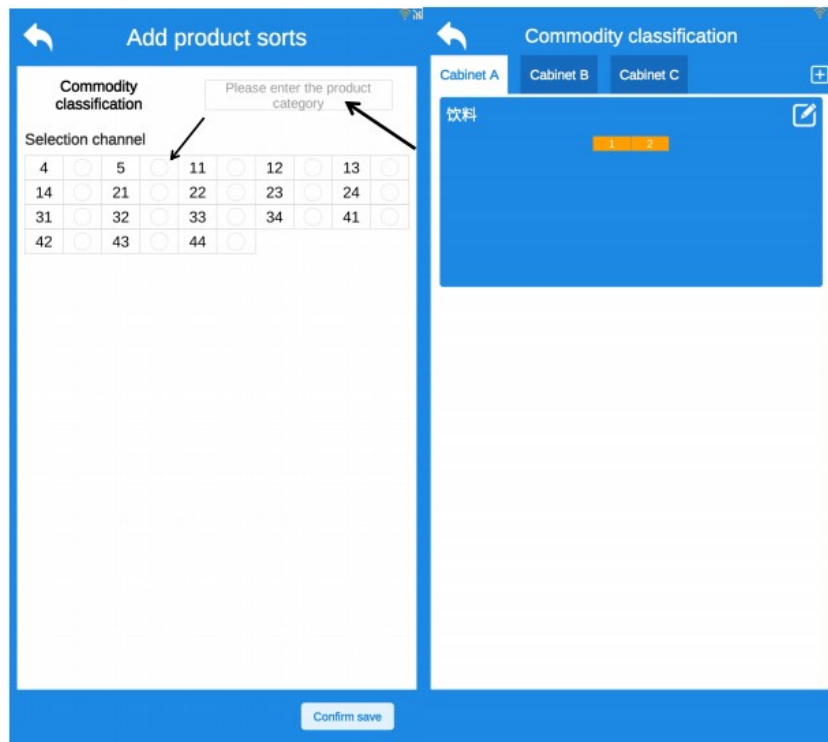 Add product sorts
Commodity
classification
Please enter the product
category
Selection channel
4 5 11 12 13
14 21 22 23 24
31 32 33 34 41
42 43 44
Confirm save
Commodity classification
Cabinet A Cabinet B Cabinet C
饮料
1 2